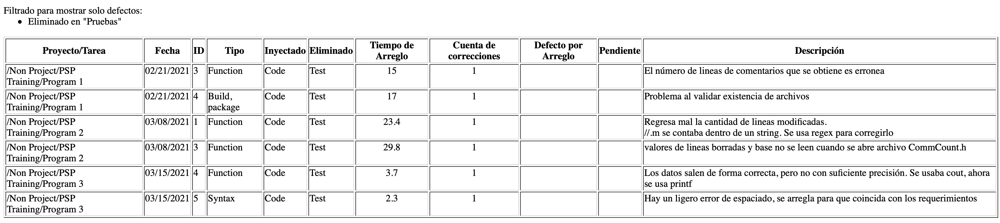 Filtrado para mostrar solo defectos:
• Eliminado en "Pruebas"
Proyecto/Tarea Fecha ID Tipo Inyectado Eliminado Tiempo de Arreglo Cuenta de correcciones Defecto por Arreglo Pendiente Descripción
/Non Project/PSP 02/21/2021 3 Function Code Test 15 1 El número de lineas de comentarios que se obtiene es erronea
Training/Program 1
/Non Project/PSP 02/21/2021 4 Build, Code Test 17 1 Problema al validar existencia de archivos
Training/Program 1 package
/Non Project/PSP 03/08/2021 1 Function Code Test 23.4 1 Regresa mal la cantidad de lineas modificadas.
Training/Program 2 //.m se contaba dentro de un string. Se usa regex para corregirlo
/Non Project/PSP 03/08/2021 3 Function Code Test 29.8 1 valores de lineas borradas y base no se leen cuando se abre archivo CommCount.h
Training/Program 2
/Non Project/PSP 03/15/2021 4 Function Code Test 3.7 1 Los datos salen de forma correcta, pero no con suficiente precisión. Se usaba cout, ahora
Training/Program 3 se usa printf
/Non Project/PSP 03/15/2021 5 Syntax Code Test 2.3 1 Hay un ligero error de espaciado, se arregla para que coincida con los requerimientos
Training/Program 3